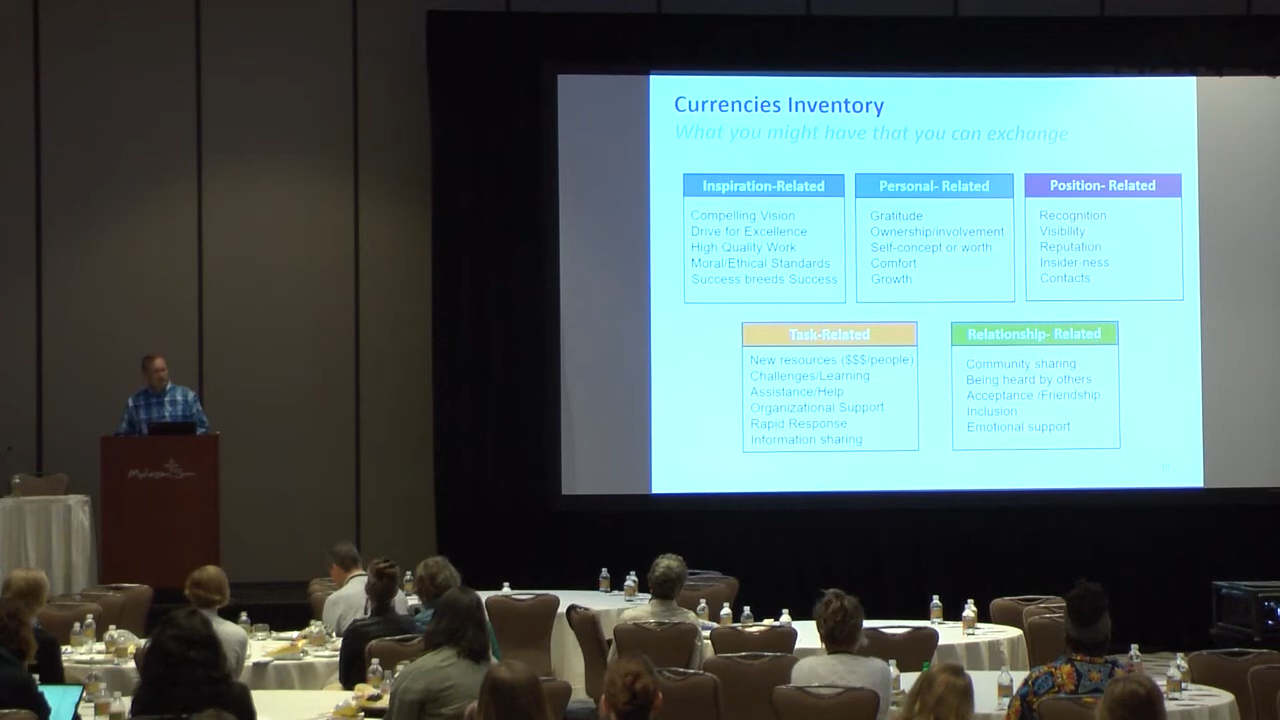 Currencies Inventory
What you might have that you can exchange
Inspiration-Related
Compelling Vision
Drive for Excellence
High Quality Work
Moral/Ethical Standards
Success breeds Success
Personal- Related
Gratitude
Ownership/involvement
Self-concept or worth
Comfort
Growth
Position- Related
Recognition
Visibility
Reputation
Insider-ness
Contacts
Task-Related
New resources ($$$/people)
Challenges/Learning
Assistance/Help
Organizational Support
Rapid Response
Information sharing
Relationship- Related
Community sharing
Being heard by others
Acceptance /Friendship
Inclusion
Emotional support